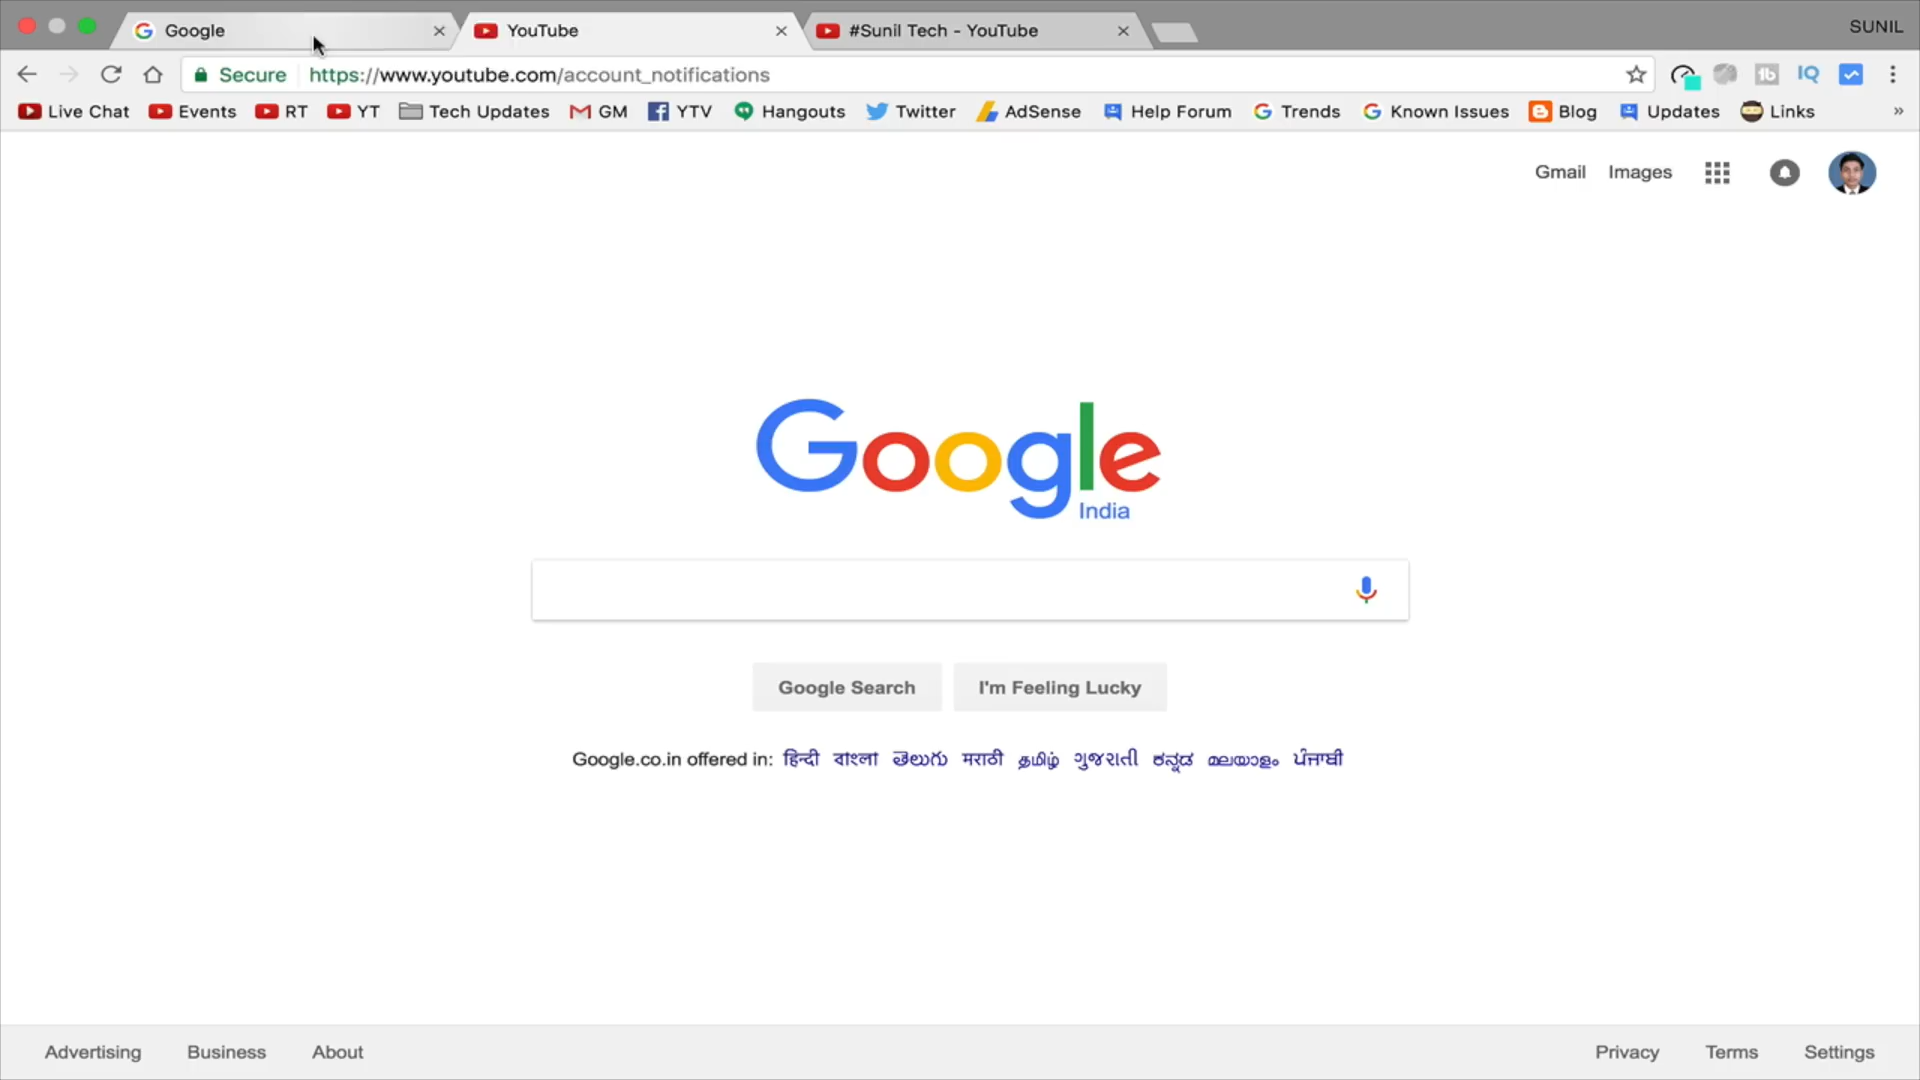 Google
YouTube
#Sunil Tech - YouTube
SUNIL
Secure https://www.youtube.com/account_notifications
IQ
Live Chat Events RT YT Tech Updates GM YTV Hangouts Twitter AdSense Help Forum Trends Known Issues Blog Updates Links »
Gmail Images
Google
India
Google Search I'm Feeling Lucky
Google.co.in offered in: हिन्दी বাংলা తెలుగు मराठी தமிழ் ગુજરાતી ಕನ್ನಡ മലയാളം ਪੰਜਾਬੀ
Advertising Business About Privacy Terms Settings